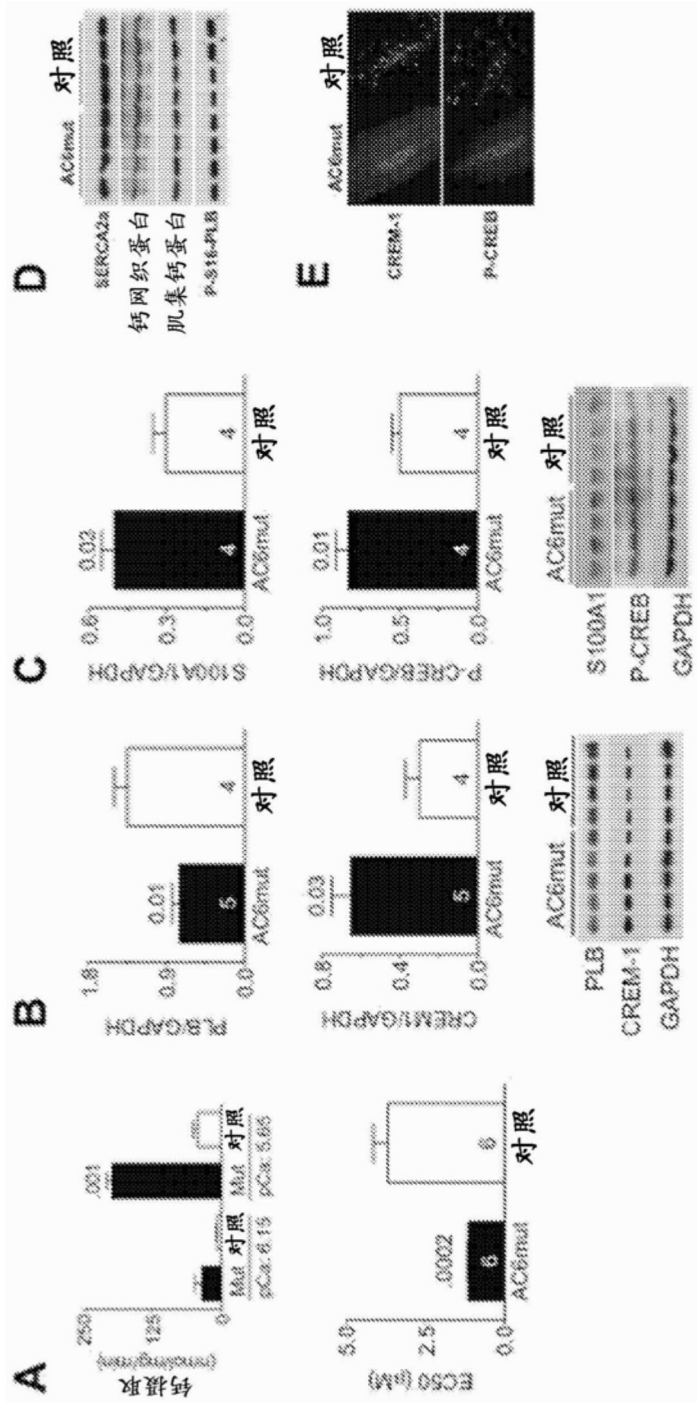 A
250
125
0
钙摄取
(nmol/mg/min)
.001
Mut 对照 Mut 对照
pCa: 6.15 pCa: 5.85
5.0
2.5
0.0
EC50 (μM)
.0002
6 6
AC6mut 对照
B
1.8
0.9
0.0
PLB/GAPDH
0.01
5 4
AC6mut 对照
0.8
0.4
0.0
CREM1/GAPDH
0.03
5 4
AC6mut 对照
AC6mut 对照
PLB
CREM-1
GAPDH
C
0.6
0.3
0.0
S100A1/GAPDH
0.02
4 4
AC6mut 对照
1.0
0.5
0.0
P-CREB/GAPDH
0.01
4 4
AC6mut 对照
AC6mut 对照
S100A1
P-CREB
GAPDH
D
AC6mut 对照
SERCA2a
钙网织蛋白
肌集钙蛋白
P-S16-PLB
E
AC6mut 对照
CREM-1
P-CREB